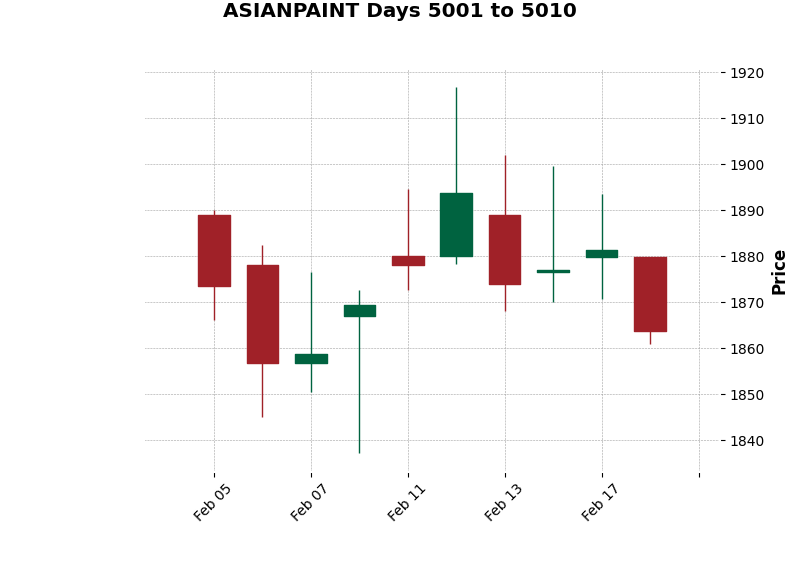 ASIANPAINT Days 5001 to 5010
1920
1910
1900
1890
1880
1870
1860
1850
1840
Price
Feb 05
Feb 07
Feb 11
Feb 13
Feb 17